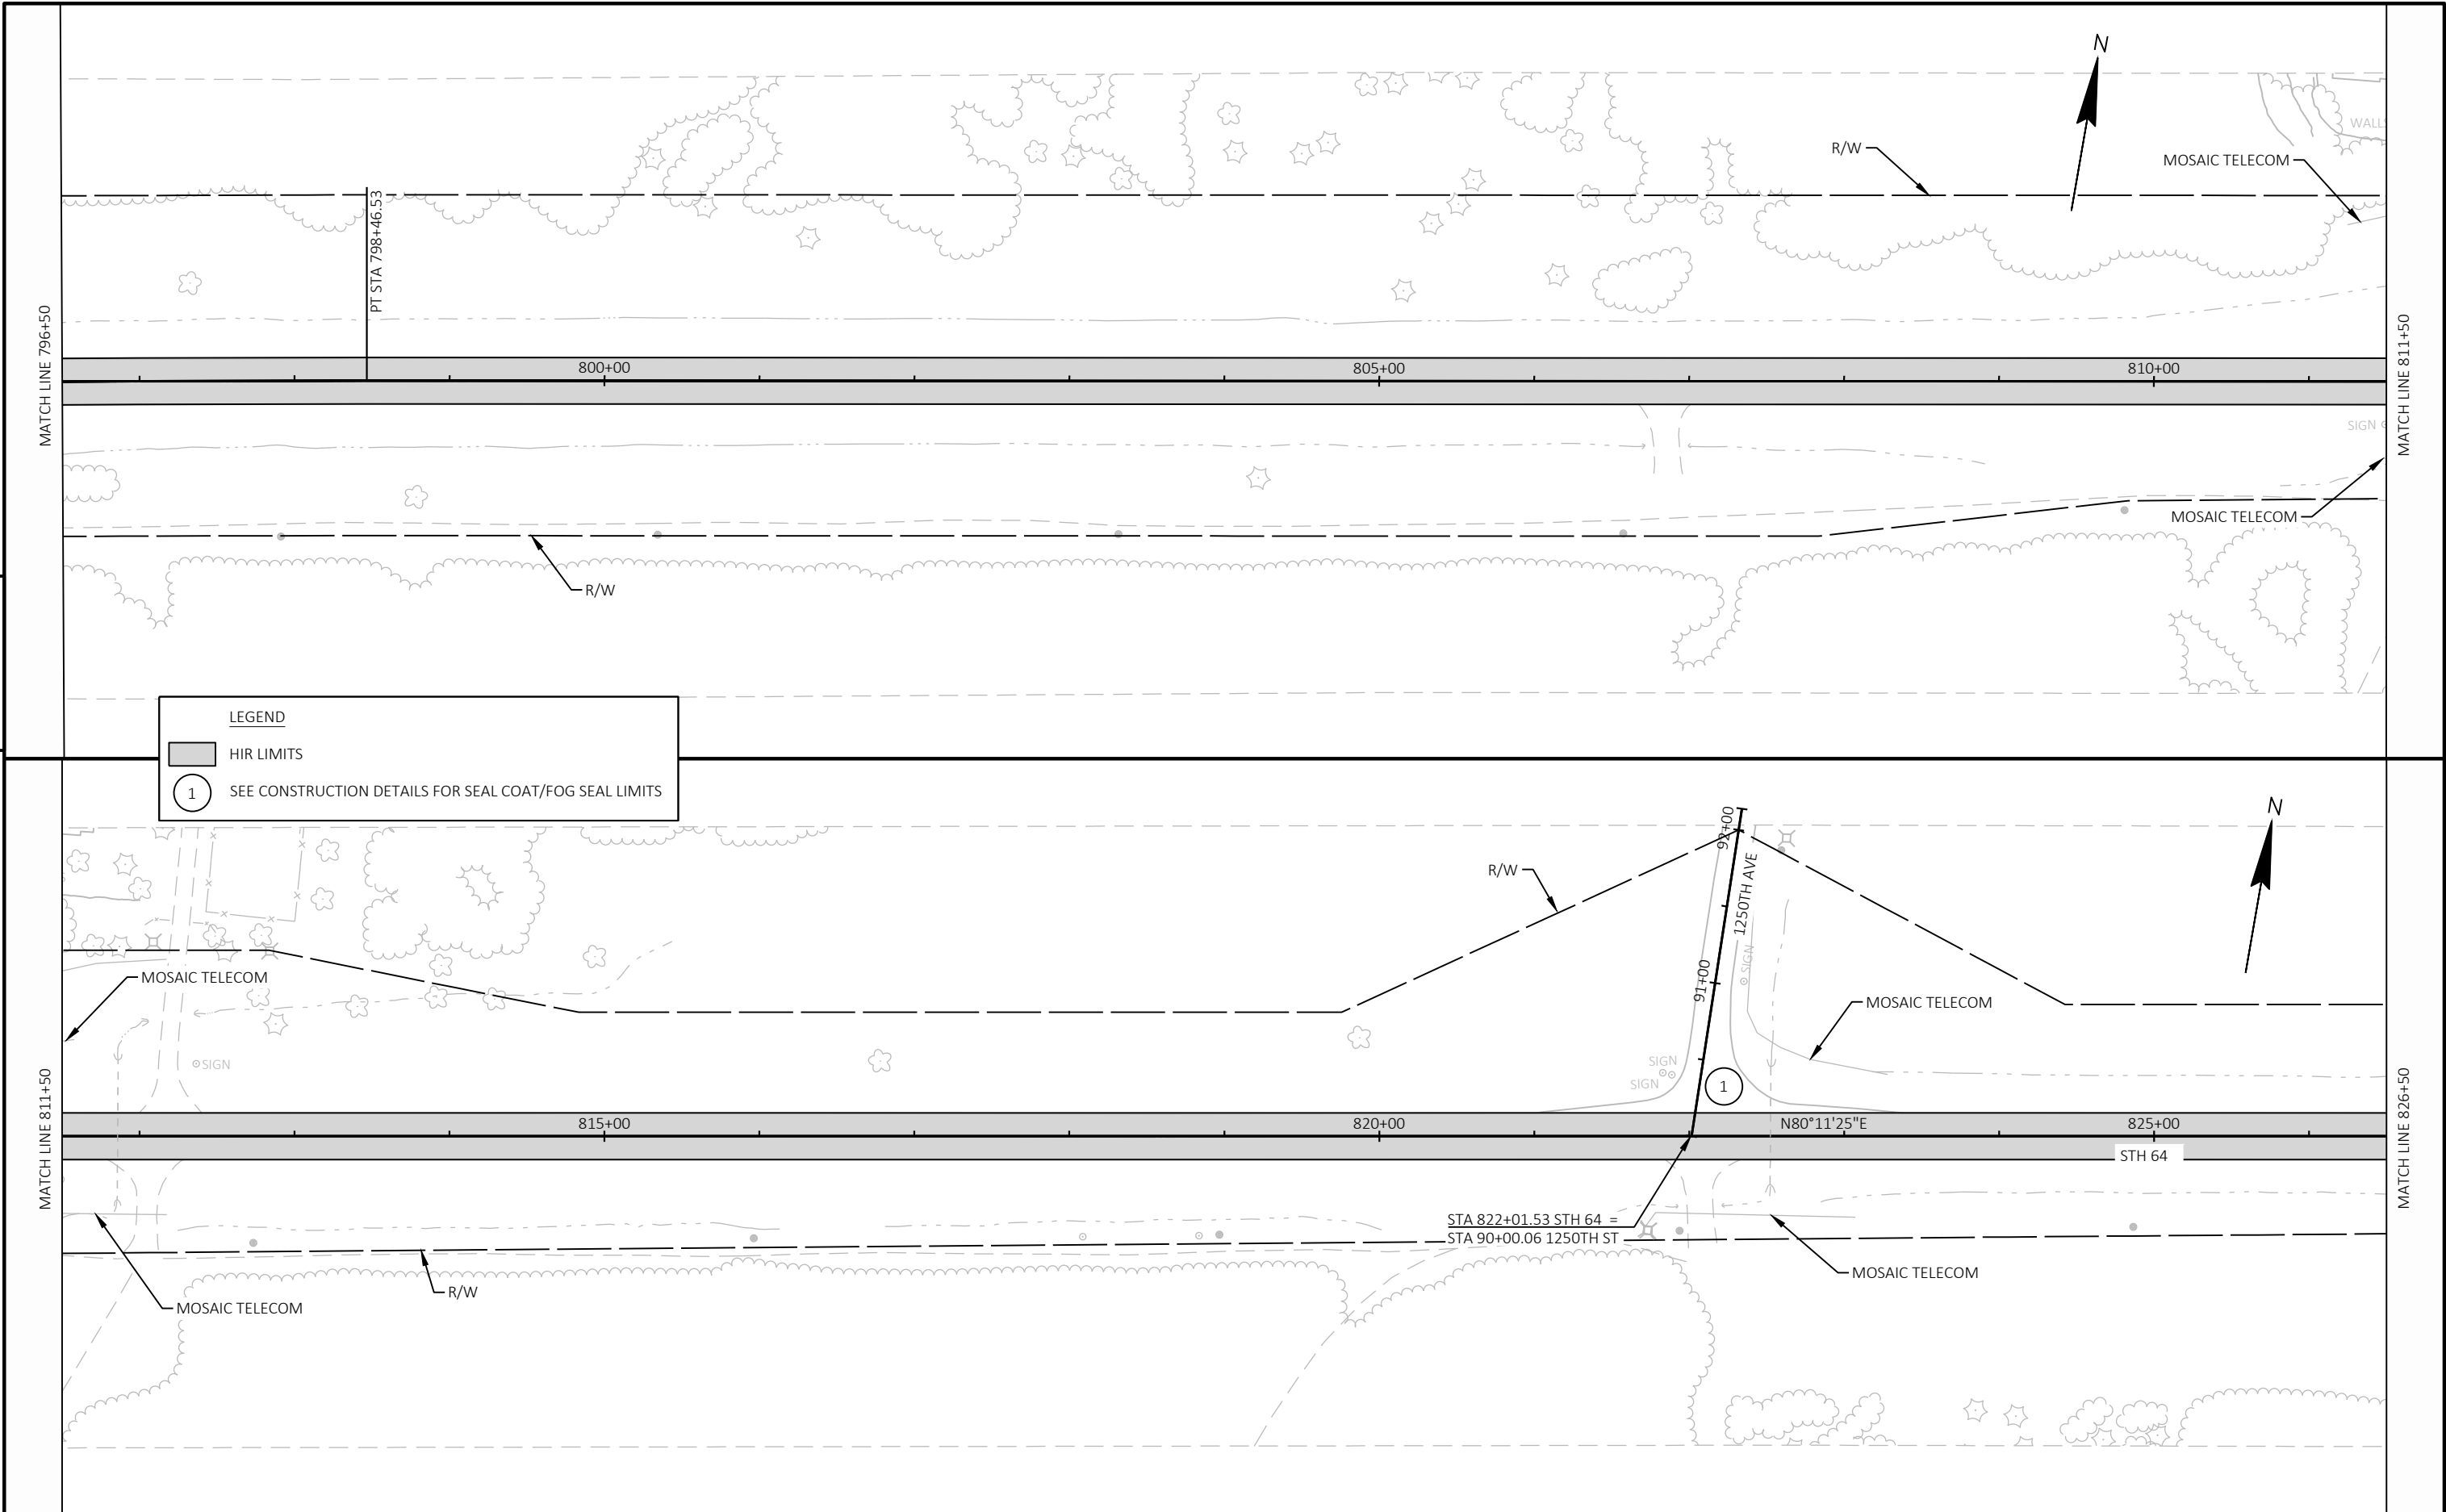 N
WALL
R/W
MOSAIC TELECOM
PT STA 798+46.53
MATCH LINE 796+50
MATCH LINE 811+50
800+00
805+00
810+00
SIGN
MOSAIC TELECOM
R/W
LEGEND
HIR LIMITS
1 SEE CONSTRUCTION DETAILS FOR SEAL COAT/FOG SEAL LIMITS
N
92+00
1250TH AVE
R/W
MOSAIC TELECOM
91+00
SIGN
MOSAIC TELECOM
SIGN
SIGN
SIGN
1
MATCH LINE 811+50
MATCH LINE 826+50
815+00
820+00
N80°11'25"E
825+00
STH 64
STA 822+01.53 STH 64 =
STA 90+00.06 1250TH ST
MOSAIC TELECOM
R/W
MOSAIC TELECOM